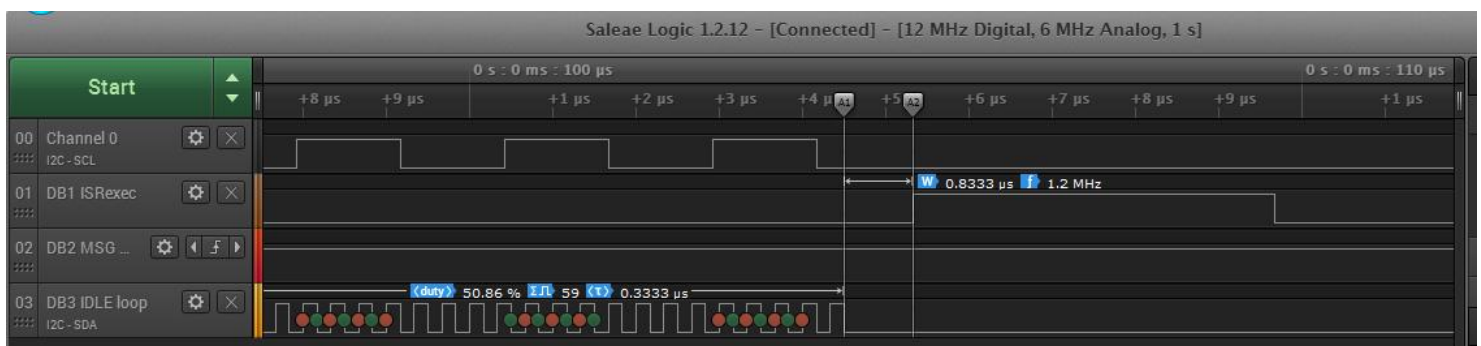 Saleae Logic 1.2.12 - [Connected] - [12 MHz Digital, 6 MHz Analog, 1 s]
Start
0 s : 0 ms : 100 µs
0 s : 0 ms : 110 µs
+8 µs +9 µs +1 µs +2 µs +3 µs +4 µ A1 +5 A2 +6 µs +7 µs +8 µs +9 µs +1 µs
00 Channel 0
I2C - SCL
01 DB1 ISRexec
W 0.8333 µs f 1.2 MHz
02 DB2 MSG ...
03 DB3 IDLE loop
I2C - SDA
⟨duty⟩ 50.86 % Σ 59 ⟨τ⟩ 0.3333 µs